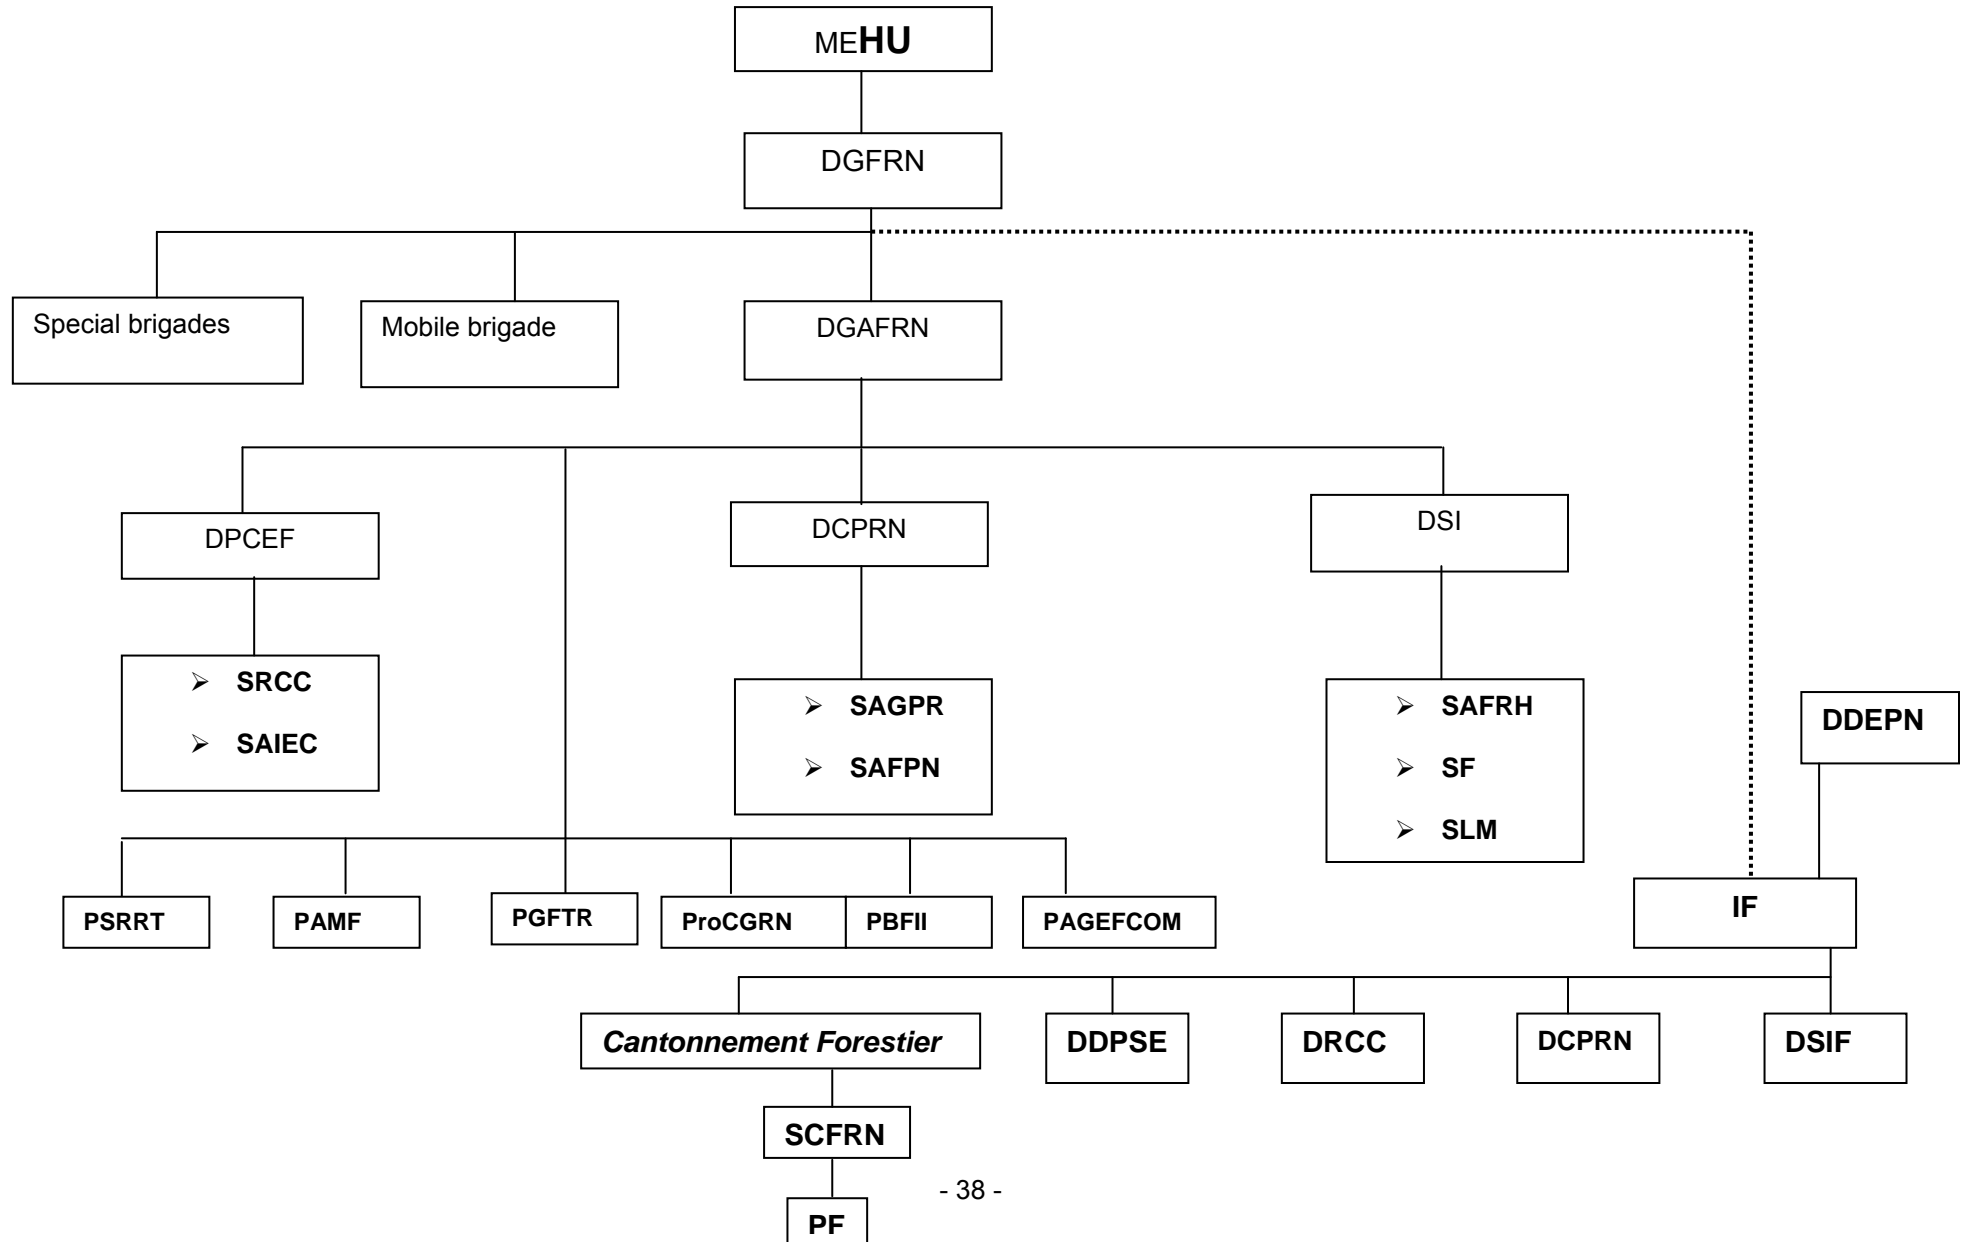 MEHU
DGFRN
Special brigades
Mobile brigade
DGAFRN
DPCEF
DCPRN
DSI
➢ SRCC
➢ SAIEC
➢ SAGPR
➢ SAFPN
➢ SAFRH
➢ SF
➢ SLM
DDEPN
PSRRT
PAMF
PGFTR
ProCGRN
PBFII
PAGEFCOM
IF
Cantonnement Forestier
DDPSE
DRCC
DCPRN
DSIF
SCFRN
- 38 -
PF